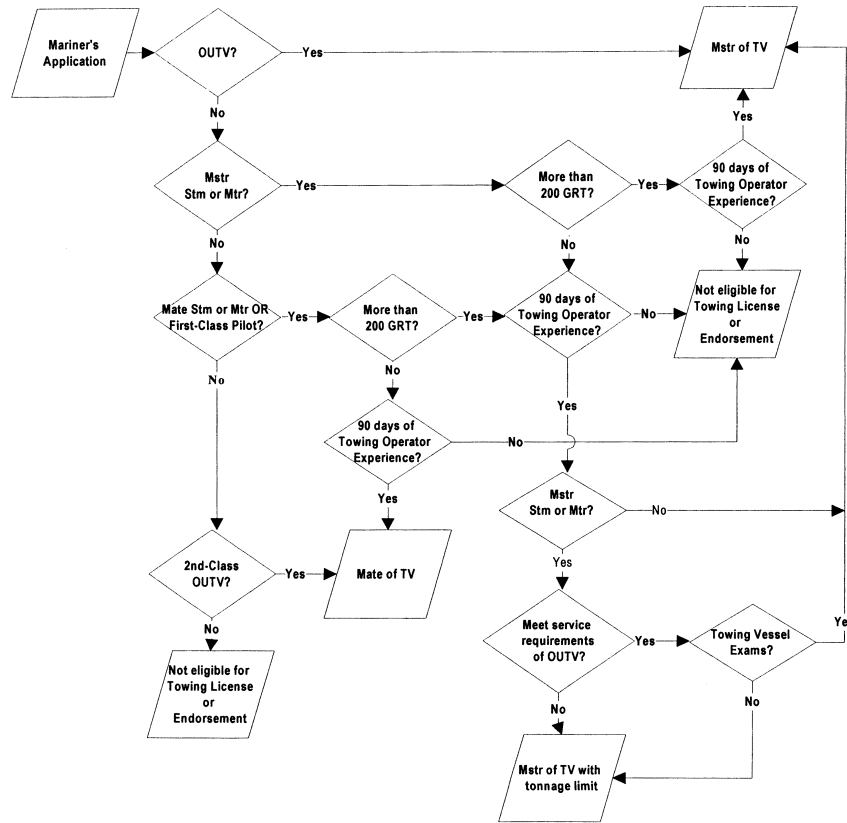 Mariner's
Application
OUTV?
Yes
Mstr of TV
No
Yes
Mstr
Stm or Mtr?
Yes
More than
200 GRT?
Yes
90 days of
Towing Operator
Experience?
No
No
No
Mate Stm or Mtr OR
First-Class Pilot?
Yes
More than
200 GRT?
Yes
90 days of
Towing Operator
Experience?
No
Not eligible for
Towing License
or
Endorsement
No
No
Yes
90 days of
Towing Operator
Experience?
No
Yes
Mstr
Stm or Mtr?
No
2nd-Class
OUTV?
Yes
Mate of TV
Yes
No
Meet service
requirements
of OUTV?
Yes
Towing Vessel
Exams?
Ye
Not eligible for
Towing License
or
Endorsement
No
No
Mstr of TV with
tonnage limit